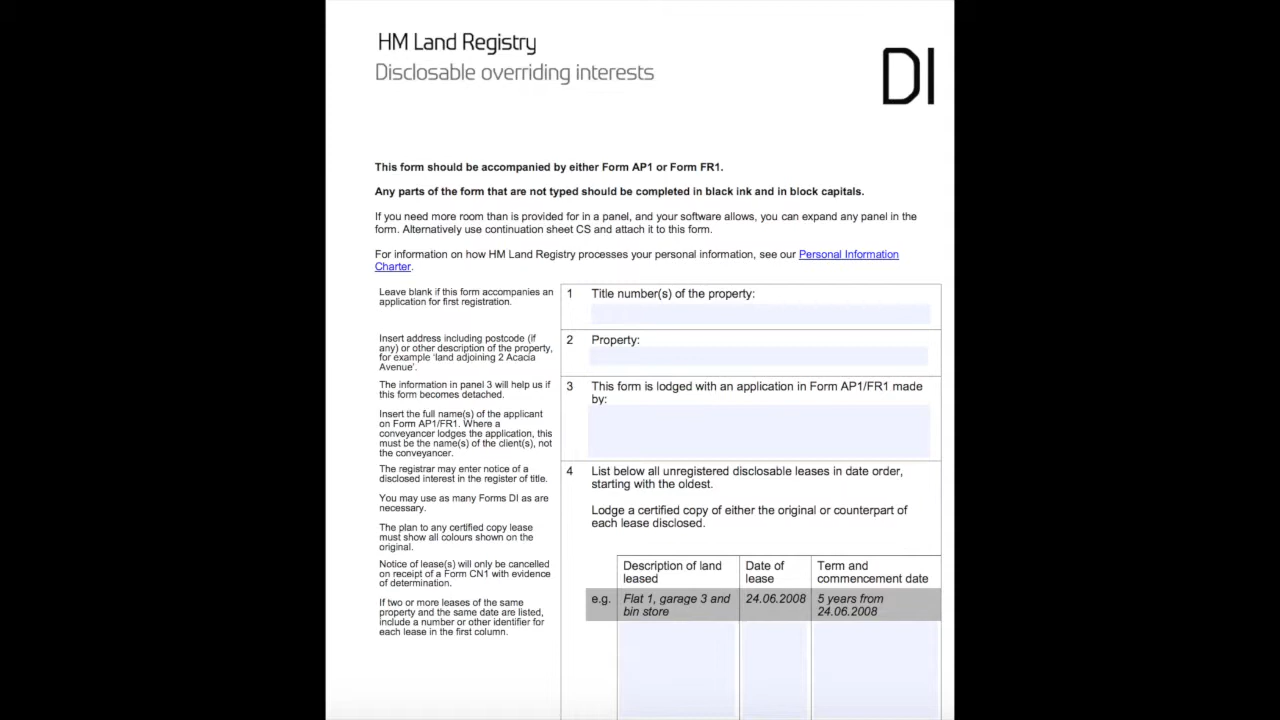 HM Land Registry
Disclosable overriding interests
DI
This form should be accompanied by either Form AP1 or Form FR1.
Any parts of the form that are not typed should be completed in black ink and in block capitals.
If you need more room than is provided for in a panel, and your software allows, you can expand any panel in the
form. Alternatively use continuation sheet CS and attach it to this form.
For information on how HM Land Registry processes your personal information, see our Personal Information
Charter.
Leave blank if this form accompanies an
application for first registration.
1 Title number(s) of the property:
Insert address including postcode (if
any) or other description of the property,
for example 'land adjoining 2 Acacia
Avenue'.
2 Property:
The information in panel 3 will help us if
this form becomes detached.
Insert the full name(s) of the applicant
on Form AP1/FR1. Where a
conveyancer lodges the application, this
must be the name(s) of the client(s), not
the conveyancer.
3 This form is lodged with an application in Form AP1/FR1 made
by:
The registrar may enter notice of a
disclosed interest in the register of title.
You may use as many Forms DI as are
necessary.
The plan to any certified copy lease
must show all colours shown on the
original.
Notice of lease(s) will only be cancelled
on receipt of a Form CN1 with evidence
of determination.
If two or more leases of the same
property and the same date are listed,
include a number or other identifier for
each lease in the first column.
4 List below all unregistered disclosable leases in date order,
starting with the oldest.
Lodge a certified copy of either the original or counterpart of
each lease disclosed.
Description of land
leased
Date of
lease
Term and
commencement date
e.g. Flat 1, garage 3 and
bin store
24.06.2008
5 years from
24.06.2008